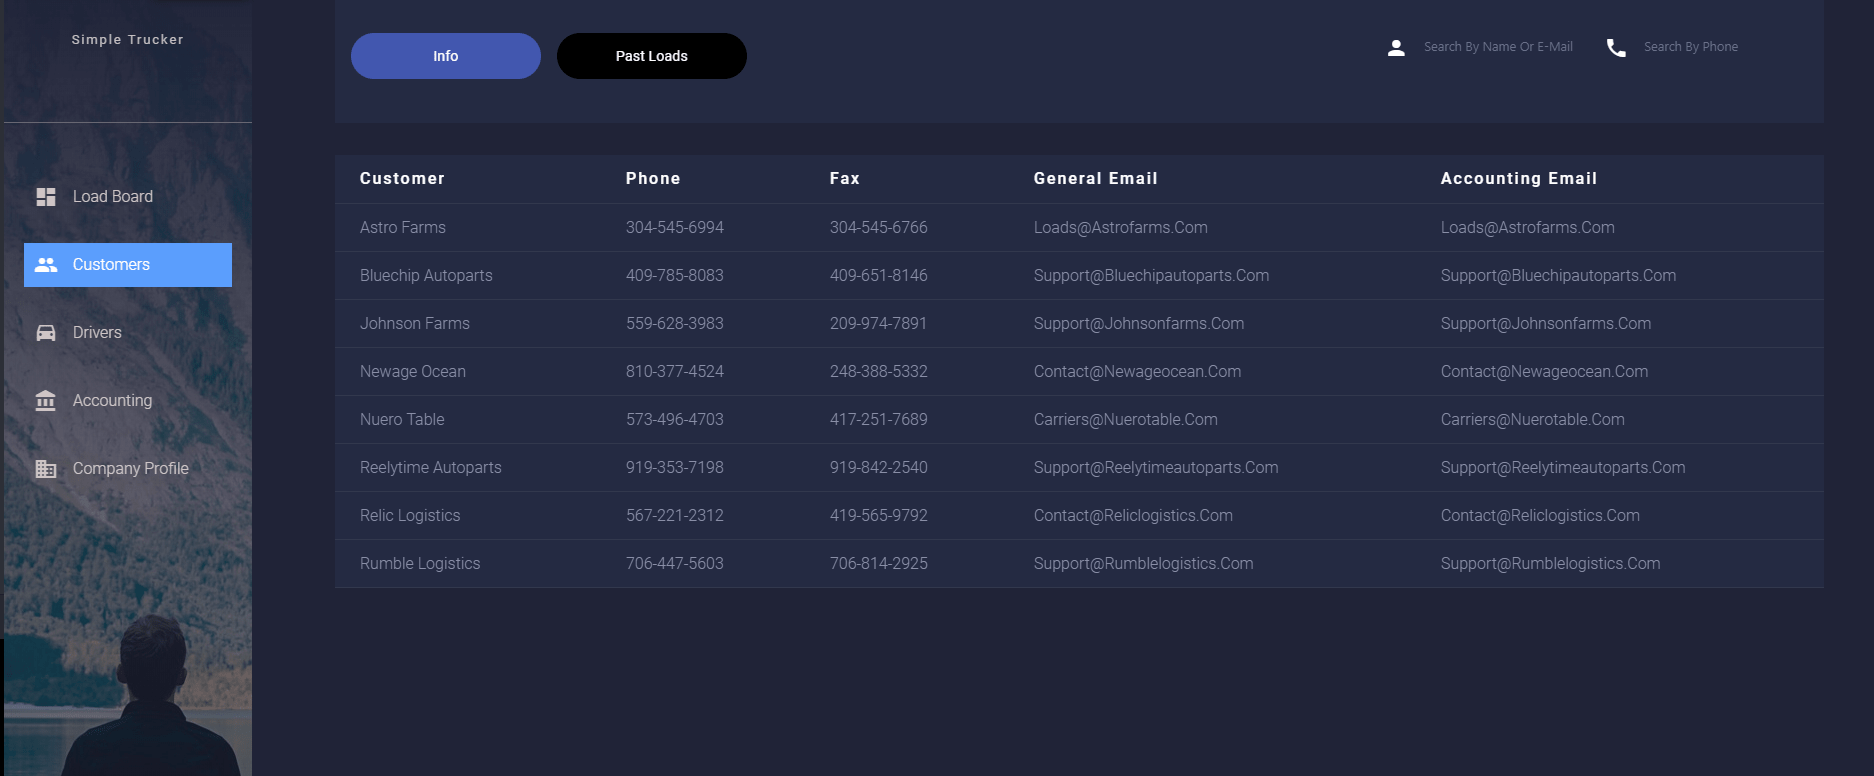 Simple Trucker
Info
Past Loads
Search By Name Or E-Mail
Search By Phone
Load Board
Customers
Drivers
Accounting
Company Profile
Customer Phone Fax General Email Accounting Email
Astro Farms 304-545-6994 304-545-6766 Loads@Astrofarms.Com Loads@Astrofarms.Com
Bluechip Autoparts 409-785-8083 409-651-8146 Support@Bluechipautoparts.Com Support@Bluechipautoparts.Com
Johnson Farms 559-628-3983 209-974-7891 Support@Johnsonfarms.Com Support@Johnsonfarms.Com
Newage Ocean 810-377-4524 248-388-5332 Contact@Newageocean.Com Contact@Newageocean.Com
Nuero Table 573-496-4703 417-251-7689 Carriers@Nuerotable.Com Carriers@Nuerotable.Com
Reelytime Autoparts 919-353-7198 919-842-2540 Support@Reelytimeautoparts.Com Support@Reelytimeautoparts.Com
Relic Logistics 567-221-2312 419-565-9792 Contact@Reliclogistics.Com Contact@Reliclogistics.Com
Rumble Logistics 706-447-5603 706-814-2925 Support@Rumblelogistics.Com Support@Rumblelogistics.Com